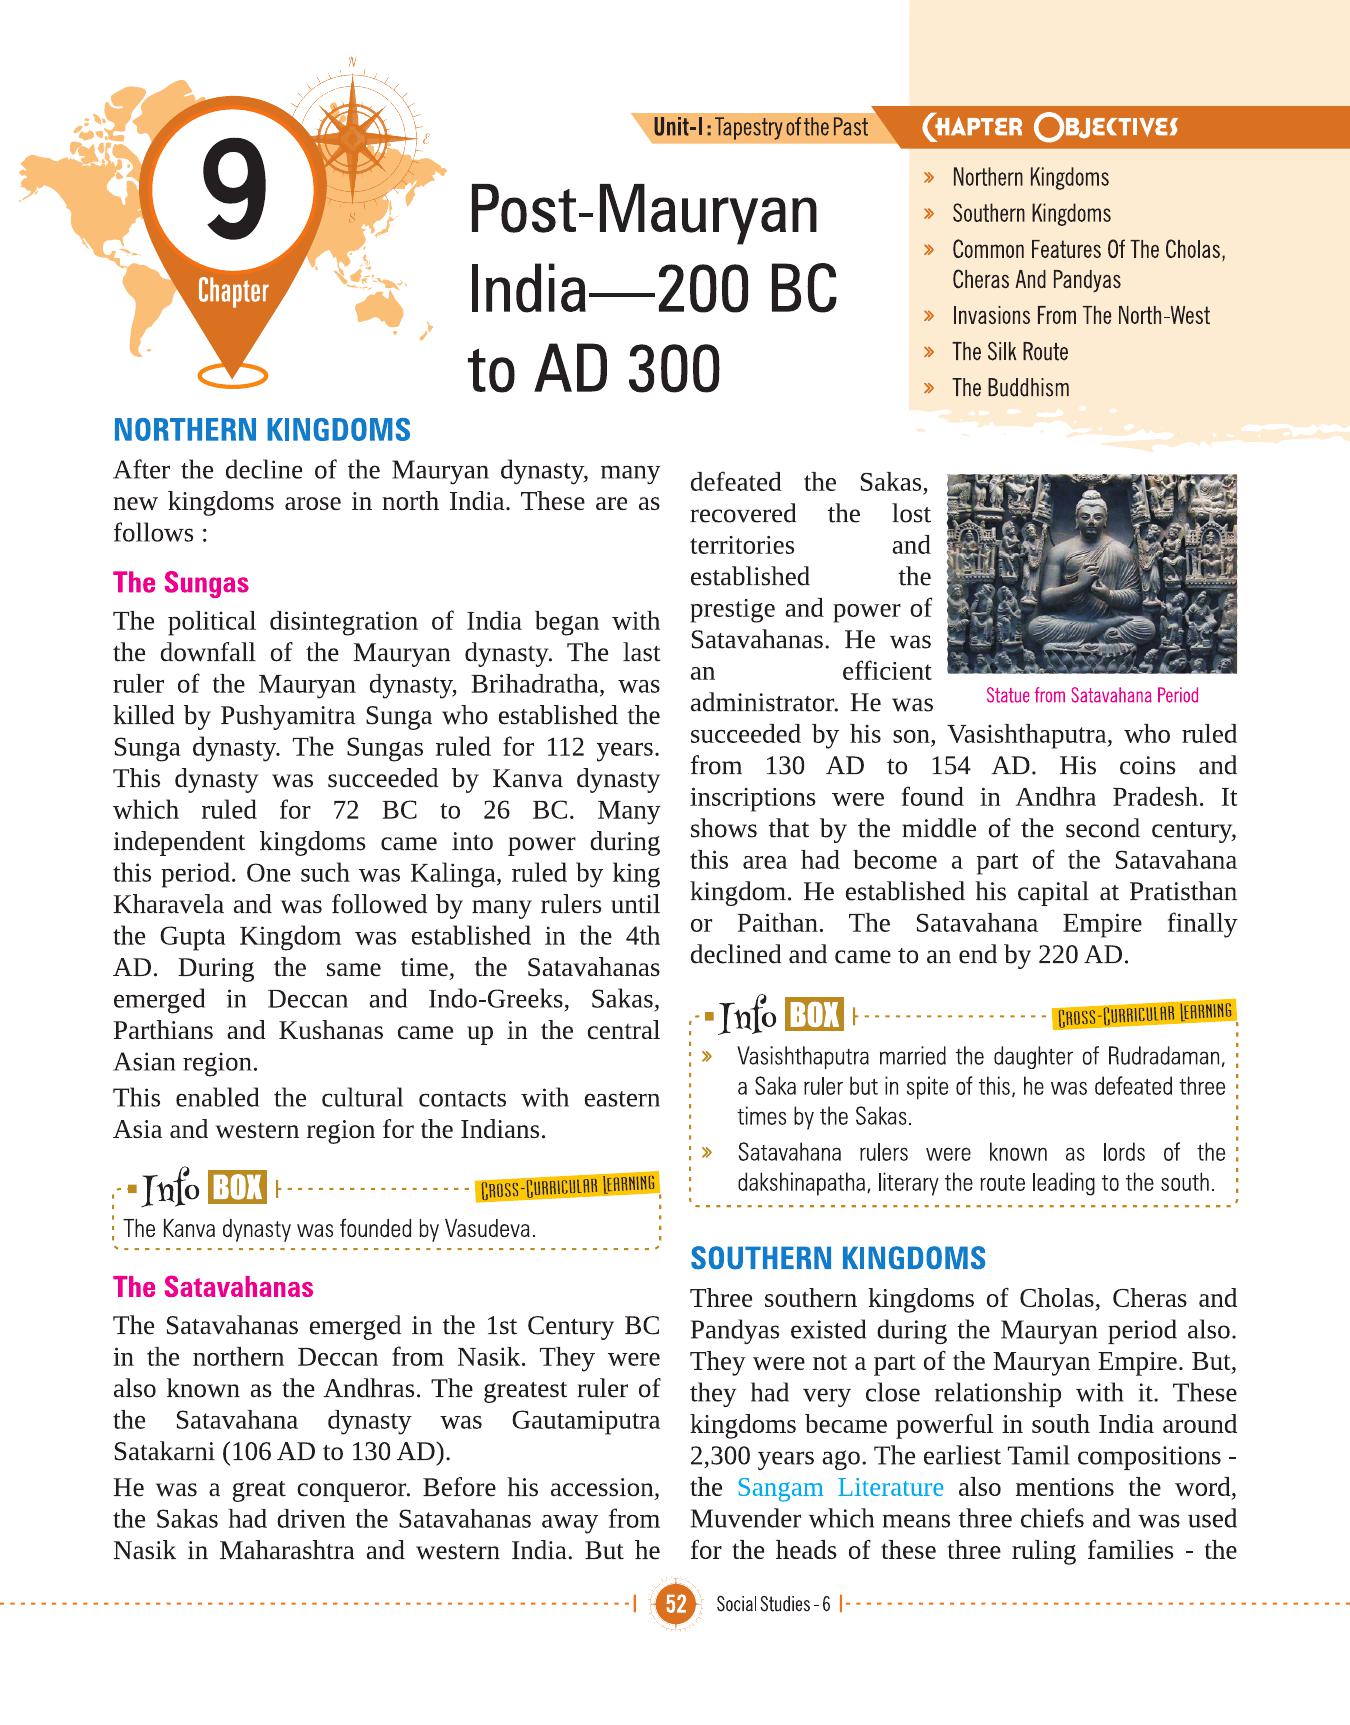 N
E
S
9
Chapter
Unit-I : Tapestry of the Past
Post-Mauryan
India—200 BC
to AD 300
CHAPTER OBJECTIVES
» Northern Kingdoms
» Southern Kingdoms
» Common Features Of The Cholas,
Cheras And Pandyas
» Invasions From The North-West
» The Silk Route
» The Buddhism
NORTHERN KINGDOMS
After the decline of the Mauryan dynasty, many
new kingdoms arose in north India. These are as
follows :
The Sungas
The political disintegration of India began with
the downfall of the Mauryan dynasty. The last
ruler of the Mauryan dynasty, Brihadratha, was
killed by Pushyamitra Sunga who established the
Sunga dynasty. The Sungas ruled for 112 years.
This dynasty was succeeded by Kanva dynasty
which ruled for 72 BC to 26 BC. Many
independent kingdoms came into power during
this period. One such was Kalinga, ruled by king
Kharavela and was followed by many rulers until
the Gupta Kingdom was established in the 4th
AD. During the same time, the Satavahanas
emerged in Deccan and Indo-Greeks, Sakas,
Parthians and Kushanas came up in the central
Asian region.
This enabled the cultural contacts with eastern
Asia and western region for the Indians.
Info BOX
CROSS-CURRICULAR LEARNING
The Kanva dynasty was founded by Vasudeva.
The Satavahanas
The Satavahanas emerged in the 1st Century BC
in the northern Deccan from Nasik. They were
also known as the Andhras. The greatest ruler of
the Satavahana dynasty was Gautamiputra
Satakarni (106 AD to 130 AD).
He was a great conqueror. Before his accession,
the Sakas had driven the Satavahanas away from
Nasik in Maharashtra and western India. But he
defeated the Sakas,
recovered the lost
territories and
established the
prestige and power of
Satavahanas. He was
an efficient
administrator. He was
Statue from Satavahana Period
succeeded by his son, Vasishthaputra, who ruled
from 130 AD to 154 AD. His coins and
inscriptions were found in Andhra Pradesh. It
shows that by the middle of the second century,
this area had become a part of the Satavahana
kingdom. He established his capital at Pratisthan
or Paithan. The Satavahana Empire finally
declined and came to an end by 220 AD.
Info BOX
CROSS-CURRICULAR LEARNING
» Vasishthaputra married the daughter of Rudradaman,
a Saka ruler but in spite of this, he was defeated three
times by the Sakas.
» Satavahana rulers were known as lords of the
dakshinapatha, literary the route leading to the south.
SOUTHERN KINGDOMS
Three southern kingdoms of Cholas, Cheras and
Pandyas existed during the Mauryan period also.
They were not a part of the Mauryan Empire. But,
they had very close relationship with it. These
kingdoms became powerful in south India around
2,300 years ago. The earliest Tamil compositions -
the Sangam Literature also mentions the word,
Muvender which means three chiefs and was used
for the heads of these three ruling families - the
52
Social Studies - 6